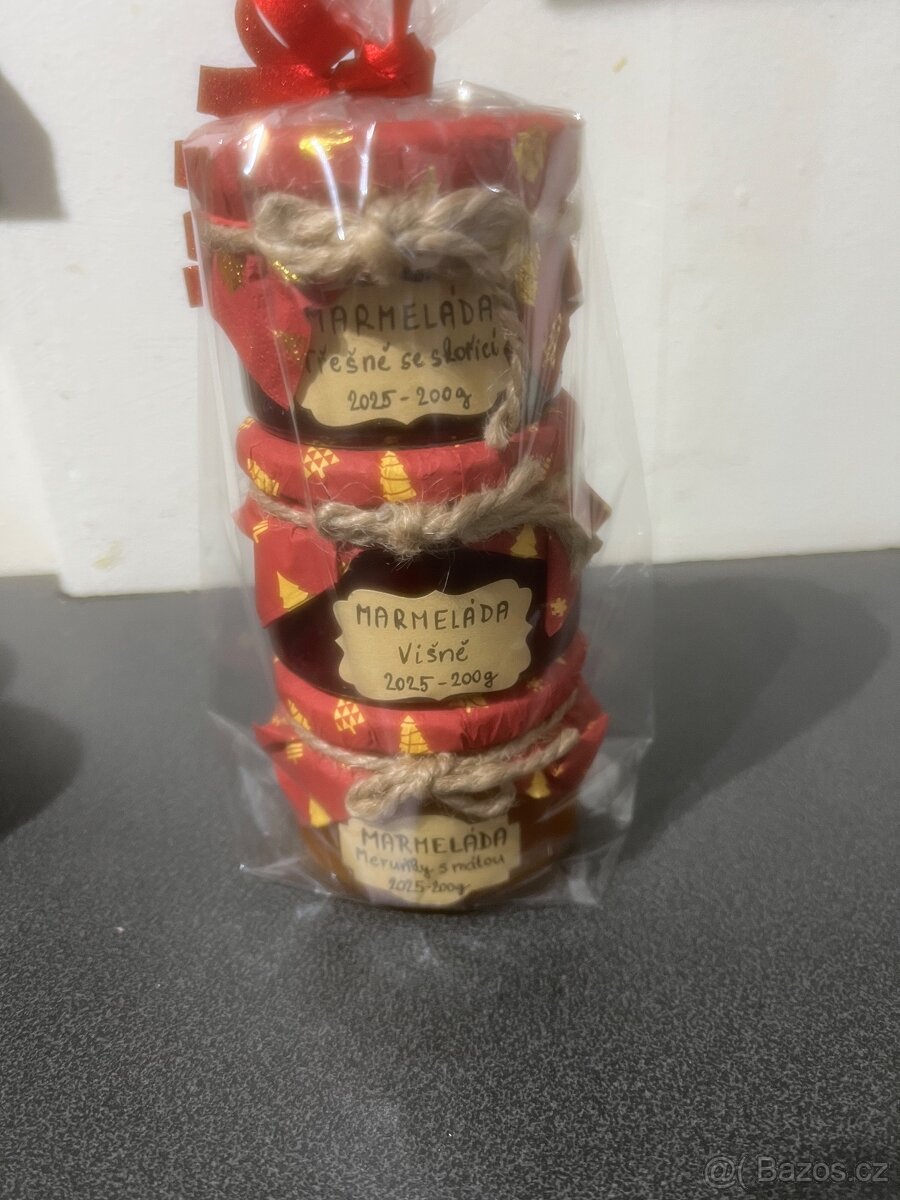 MARMELÁDA
Třešně se skořicí
2025-200g
MARMELÁDA
Višně
2025-200g
MARMELÁDA
Meruňky s mátou
2025-200g
@( Bazos.cz